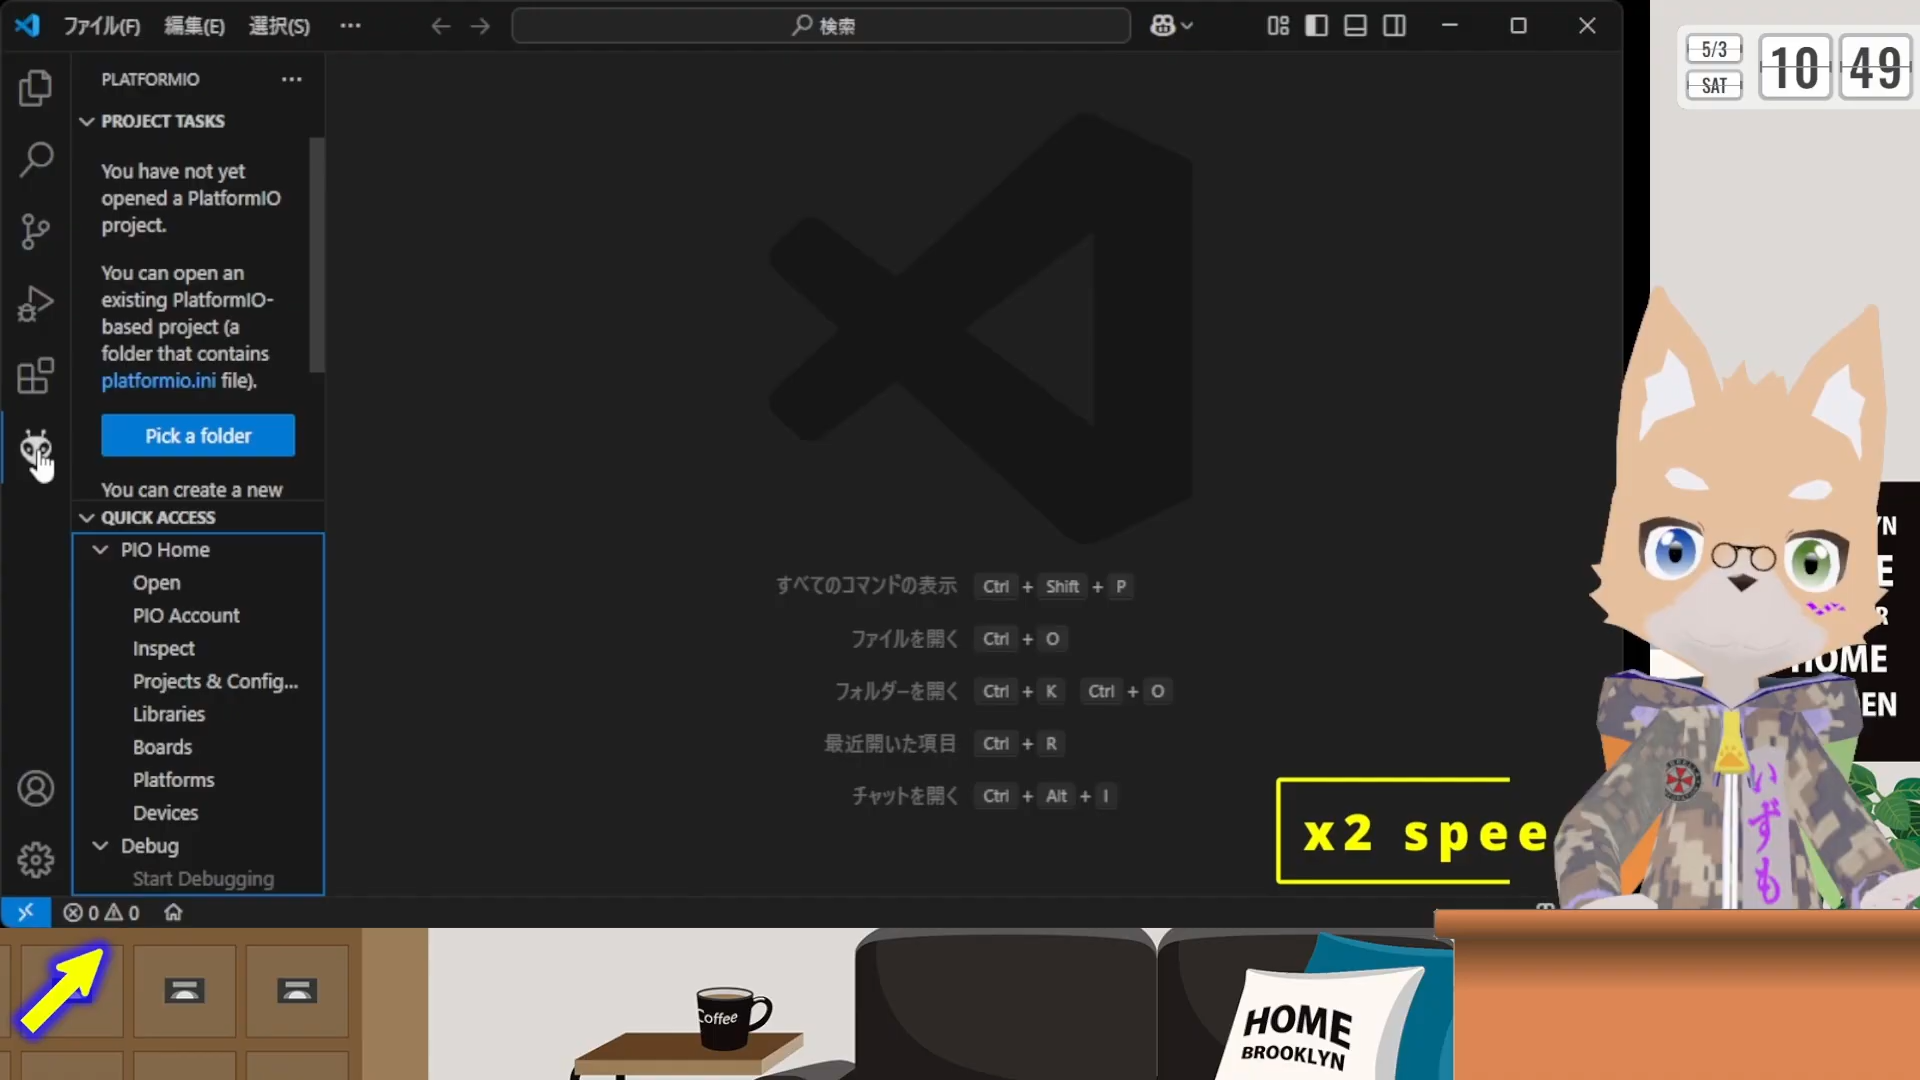 ファイル(F) 編集(E) 選択(S) ...
検索
PLATFORMIO
PROJECT TASKS
You have not yet
opened a PlatformIO
project.
You can open an
existing PlatformIO-
based project (a
folder that contains
platformio.ini file).
Pick a folder
You can create a new
QUICK ACCESS
PIO Home
Open
PIO Account
Inspect
Projects & Config...
Libraries
Boards
Platforms
Devices
Debug
Start Debugging
0 0
すべてのコマンドの表示 Ctrl + Shift + P
ファイルを開く Ctrl + O
フォルダーを開く Ctrl + K Ctrl + O
最近開いた項目 Ctrl + R
チャットを開く Ctrl + Alt + I
x2 spee
5/3
SAT
10 49
YN
E
R
HOME
EN
いずも
Coffee
HOME
BROOKLYN